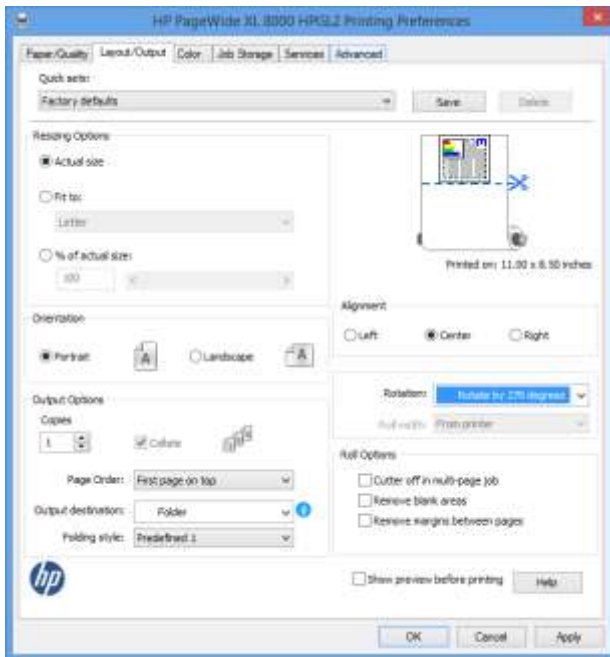 HP PageWide XL 8000 HPGL2 Printing Preferences
Paper/Quality Layout/Output Color Job Storage Services Advanced
Quick sets:
Factory defaults Save Delete
Resizing Options
Actual size
Fit to:
Letter
% of actual size:
100
Printed on: 11.00 x 8.50 inches
Orientation
Portrait A Landscape A
Alignment
Left Center Right
Rotation: Rotate by 270 degrees
Roll width: From printer
Output Options
Copies
1 Collate
Page Order: First page on top
Output destination: Folder
Folding style: Predefined 1
Roll Options
Cutter off in multi-page job
Remove blank areas
Remove margins between pages
hp
Show preview before printing Help
OK Cancel Apply